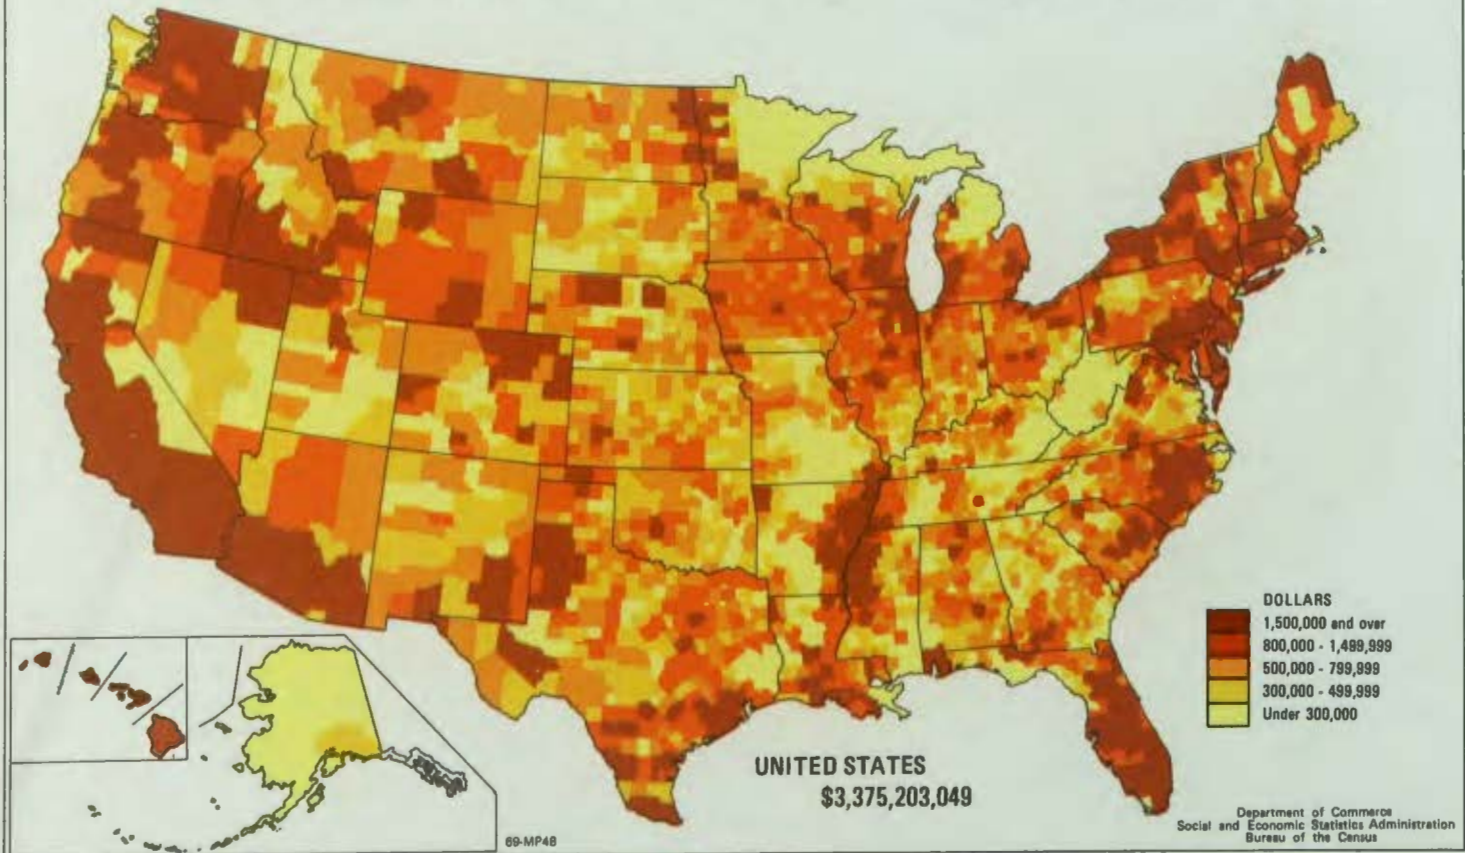 DOLLARS
1,500,000 and over
800,000 - 1,499,999
500,000 - 799,999
300,000 - 499,999
Under 300,000
UNITED STATES
$3,375,203,049
69-MP48
Department of Commerce
Social and Economic Statistics Administration
Bureau of the Census